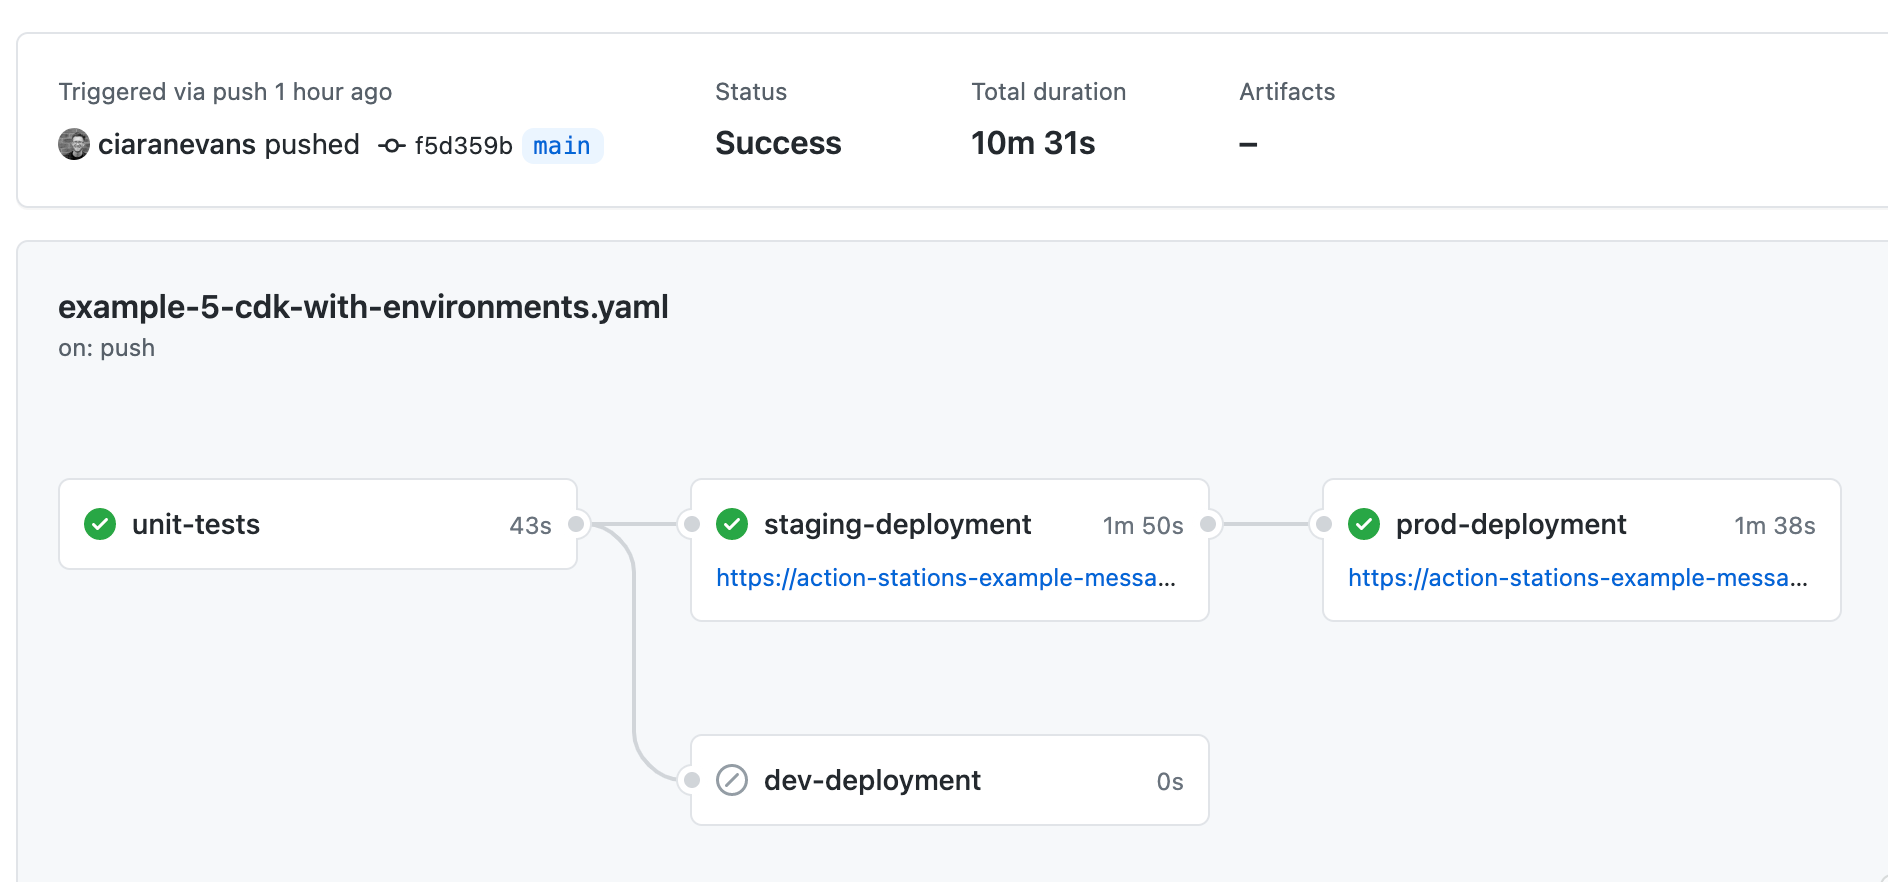 Triggered via push 1 hour ago
ciaranevans pushed f5d359b main
Status
Success
Total duration
10m 31s
Artifacts
–
example-5-cdk-with-environments.yaml
on: push
unit-tests 43s
staging-deployment 1m 50s
https://action-stations-example-messa...
prod-deployment 1m 38s
https://action-stations-example-messa...
dev-deployment 0s